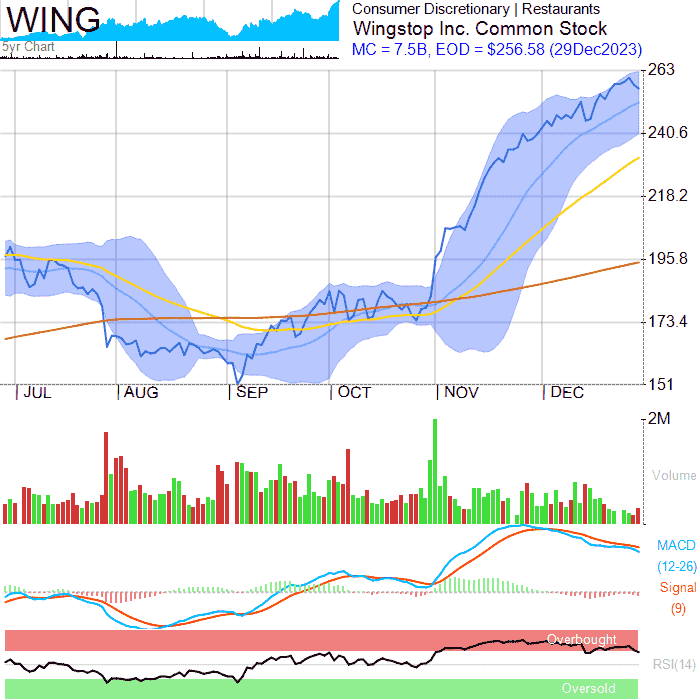 WING
5yr Chart
Consumer Discretionary | Restaurants
Wingstop Inc. Common Stock
MC = 7.5B, EOD = $256.58 (29Dec2023)
263
240.6
218.2
195.8
173.4
151
JUL AUG SEP OCT NOV DEC
2M
Volume
MACD
(12-26)
Signal
(9)
Overbought
RSI(14)
Oversold